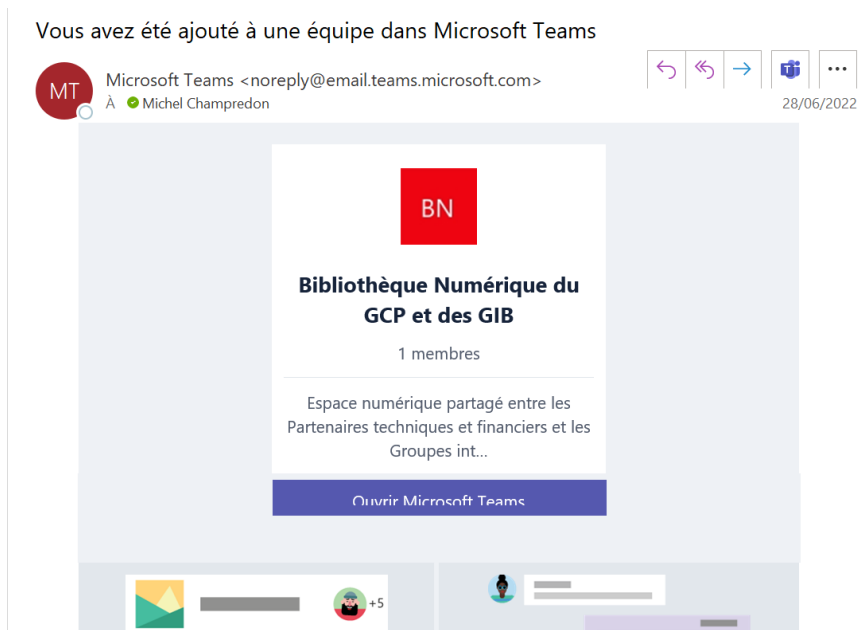 Vous avez été ajouté à une équipe dans Microsoft Teams
MT
Microsoft Teams <noreply@email.teams.microsoft.com>
À Michel Champredon
28/06/2022
BN
Bibliothèque Numérique du
GCP et des GIB
1 membres
Espace numérique partagé entre les
Partenaires techniques et financiers et les
Groupes int...
Ouvrir Microsoft Teams
+5